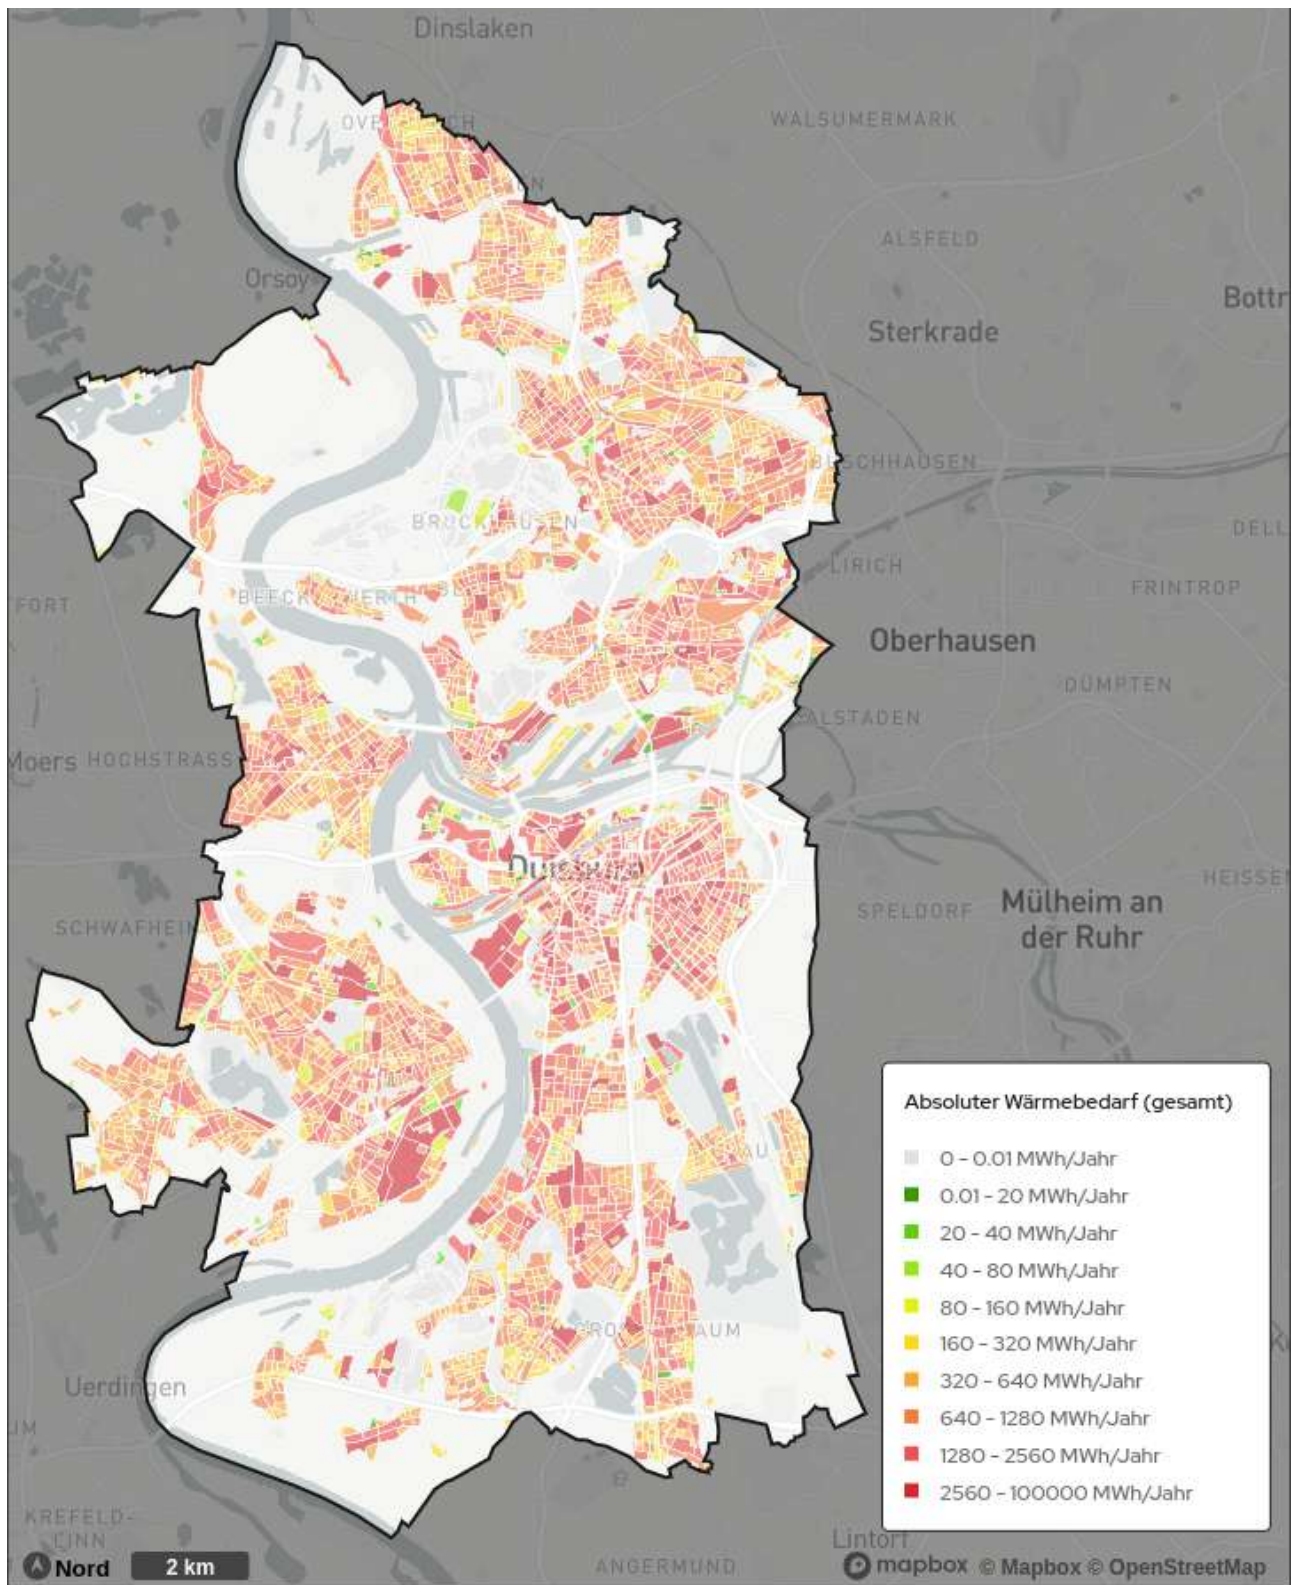 Dinslaken
WALSUMERMARK
ALSFELD
Orsoy
Bottr
Sterkrade
BUSCHHAUSEN
BRUCKHAUSEN
DELL
LIRICH
FRINTROP
FORT
Oberhausen
DÜMPTEN
ALSTADEN
Moers
HOCHSTRASS
Duisburg
HEISSEN
Mülheim an
der Ruhr
SPELDORF
SCHWAFHEIM
Absoluter Wärmebedarf (gesamt)
0 - 0.01 MWh/Jahr
0.01 - 20 MWh/Jahr
20 - 40 MWh/Jahr
40 - 80 MWh/Jahr
80 - 160 MWh/Jahr
160 - 320 MWh/Jahr
320 - 640 MWh/Jahr
640 - 1280 MWh/Jahr
1280 - 2560 MWh/Jahr
2560 - 100000 MWh/Jahr
Uerdingen
UM
KREFELD-
LINN
Lintorf
ANGERMUND
Nord
2 km
mapbox © Mapbox © OpenStreetMap